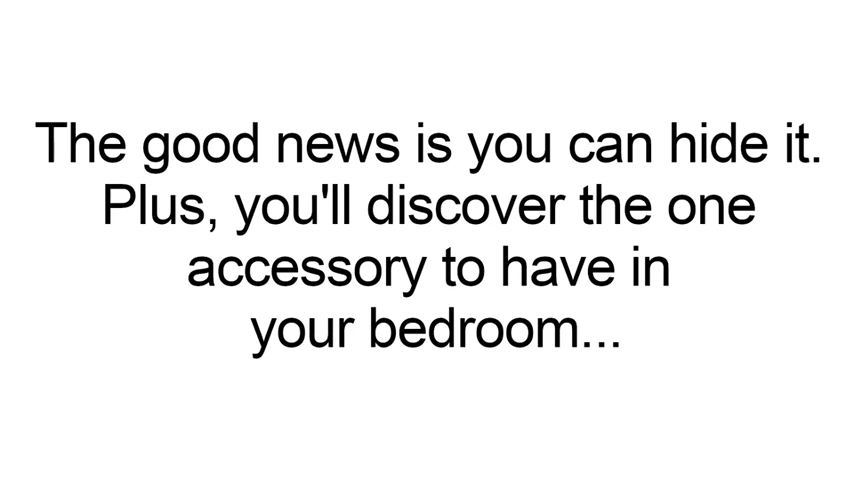 The good news is you can hide it.
Plus, you'll discover the one
accessory to have in
your bedroom...